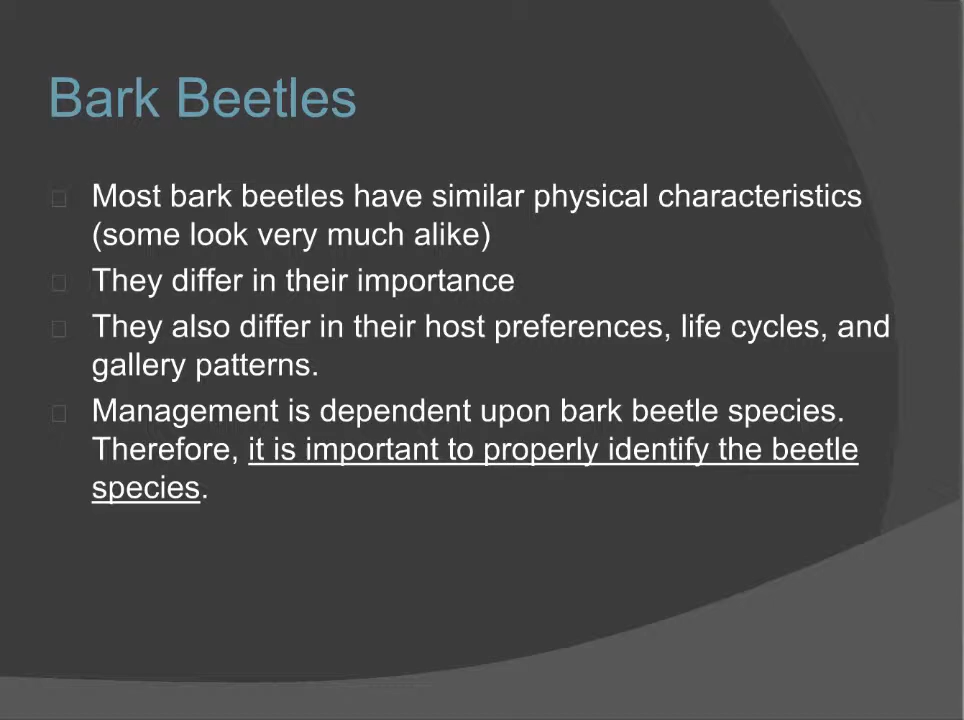 Bark Beetles
Most bark beetles have similar physical characteristics
(some look very much alike)
They differ in their importance
They also differ in their host preferences, life cycles, and
gallery patterns.
Management is dependent upon bark beetle species.
Therefore, it is important to properly identify the beetle
species.